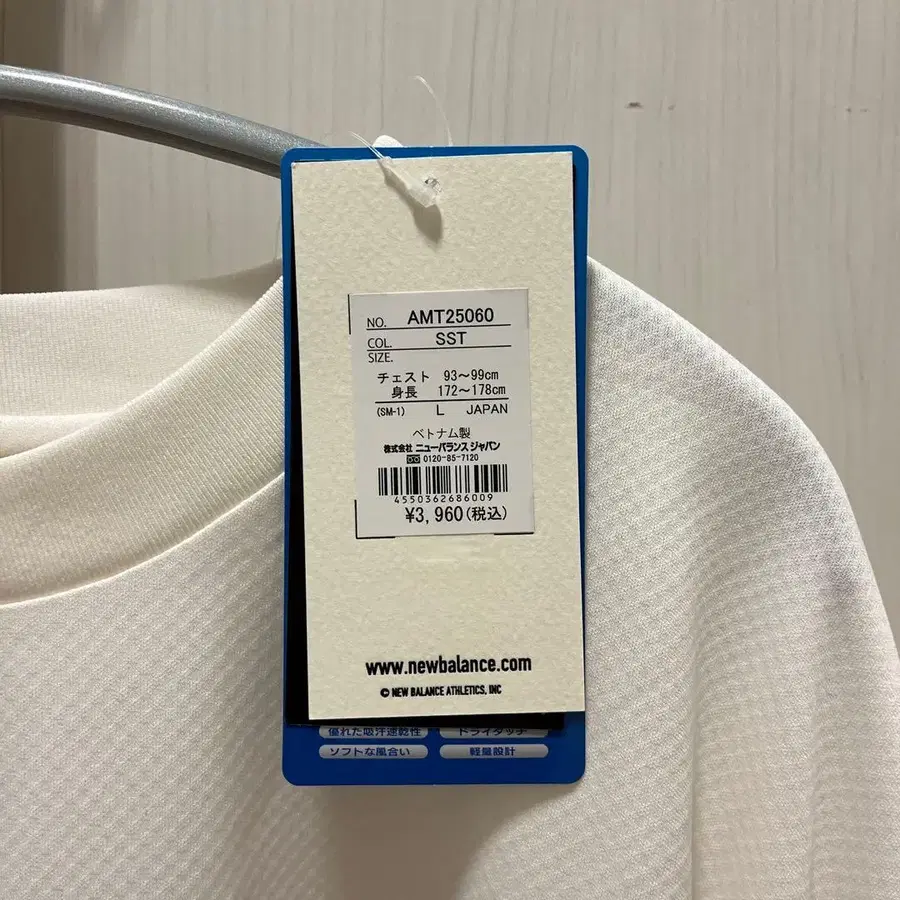 NO. AMT25060
COL. SST
SIZE.
チェスト 93～99cm
身長 172～178cm
(SM-1) L JAPAN
ベトナム製
株式会社 ニューバランス ジャパン
0120-85-7120
4550362686009
¥3,960(税込)
www.newbalance.com
© NEW BALANCE ATHLETICS, INC
優れた吸汗速乾性 ドライタッチ
ソフトな風合い 軽量設計